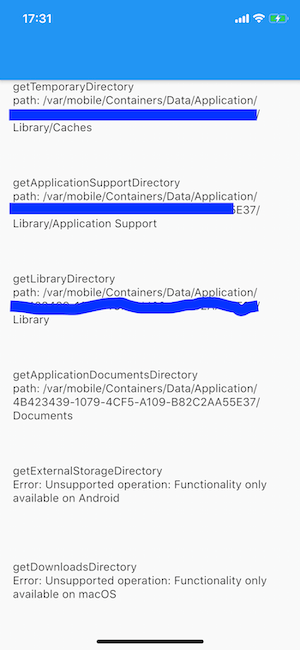 17:31
getTemporaryDirectory
path: /var/mobile/Containers/Data/Application/
Library/Caches
getApplicationSupportDirectory
path: /var/mobile/Containers/Data/Application/
5E37/
Library/Application Support
getLibraryDirectory
path: /var/mobile/Containers/Data/Application/
Library
getApplicationDocumentsDirectory
path: /var/mobile/Containers/Data/Application/
4B423439-1079-4CF5-A109-B82C2AA55E37/
Documents
getExternalStorageDirectory
Error: Unsupported operation: Functionality only
available on Android
getDownloadsDirectory
Error: Unsupported operation: Functionality only
available on macOS